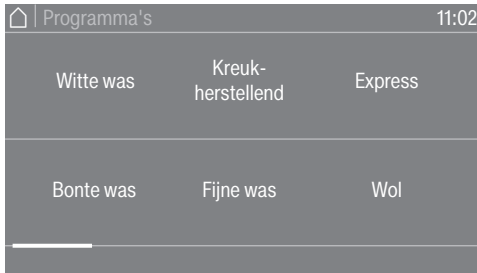 Programma's 11:02
Witte was
Kreuk-
herstellend
Express
Bonte was
Fijne was
Wol